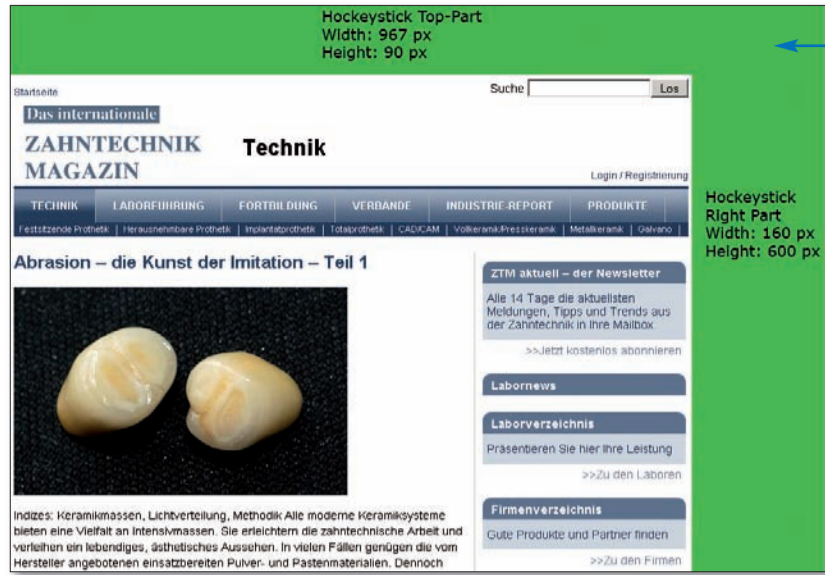 Hockeystick Top-Part
Width: 967 px
Height: 90 px
Startseite
Suche
Los
Das internationale
ZAHNTECHNIK
MAGAZIN
Technik
Login / Registrierung
TECHNIK LABORFÜHRUNG FORTBILDUNG VERBÄNDE INDUSTRIE-REPORT PRODUKTE
Festsitzende Prothetik | Herausnehmbare Prothetik | Implantatprothetik | Totalprothetik | CAD/CAM | Vollkeramik/Presskeramik | Metallkeramik | Galvano |
Hockeystick
Right Part
Width: 160 px
Height: 600 px
Abrasion – die Kunst der Imitation – Teil 1
Indizes: Keramikmassen, Lichtverteilung, Methodik Alle moderne Keramiksysteme
bieten eine Vielfalt an Intensivmassen. Sie erleichtern die zahntechnische Arbeit und
verleihen ein lebendiges, ästhetisches Aussehen. In vielen Fällen genügen die vom
Hersteller angebotenen einsatzbereiten Pulver- und Pastenmaterialien. Dennoch
ZTM aktuell – der Newsletter
Alle 14 Tage die aktuellsten
Meldungen, Tipps und Trends aus
der Zahntechnik in Ihre Mailbox.
>>Jetzt kostenlos abonnieren
Labornews
Laborverzeichnis
Präsentieren Sie hier Ihre Leistung
>>Zu den Laboren
Firmenverzeichnis
Gute Produkte und Partner finden
>>Zu den Firmen